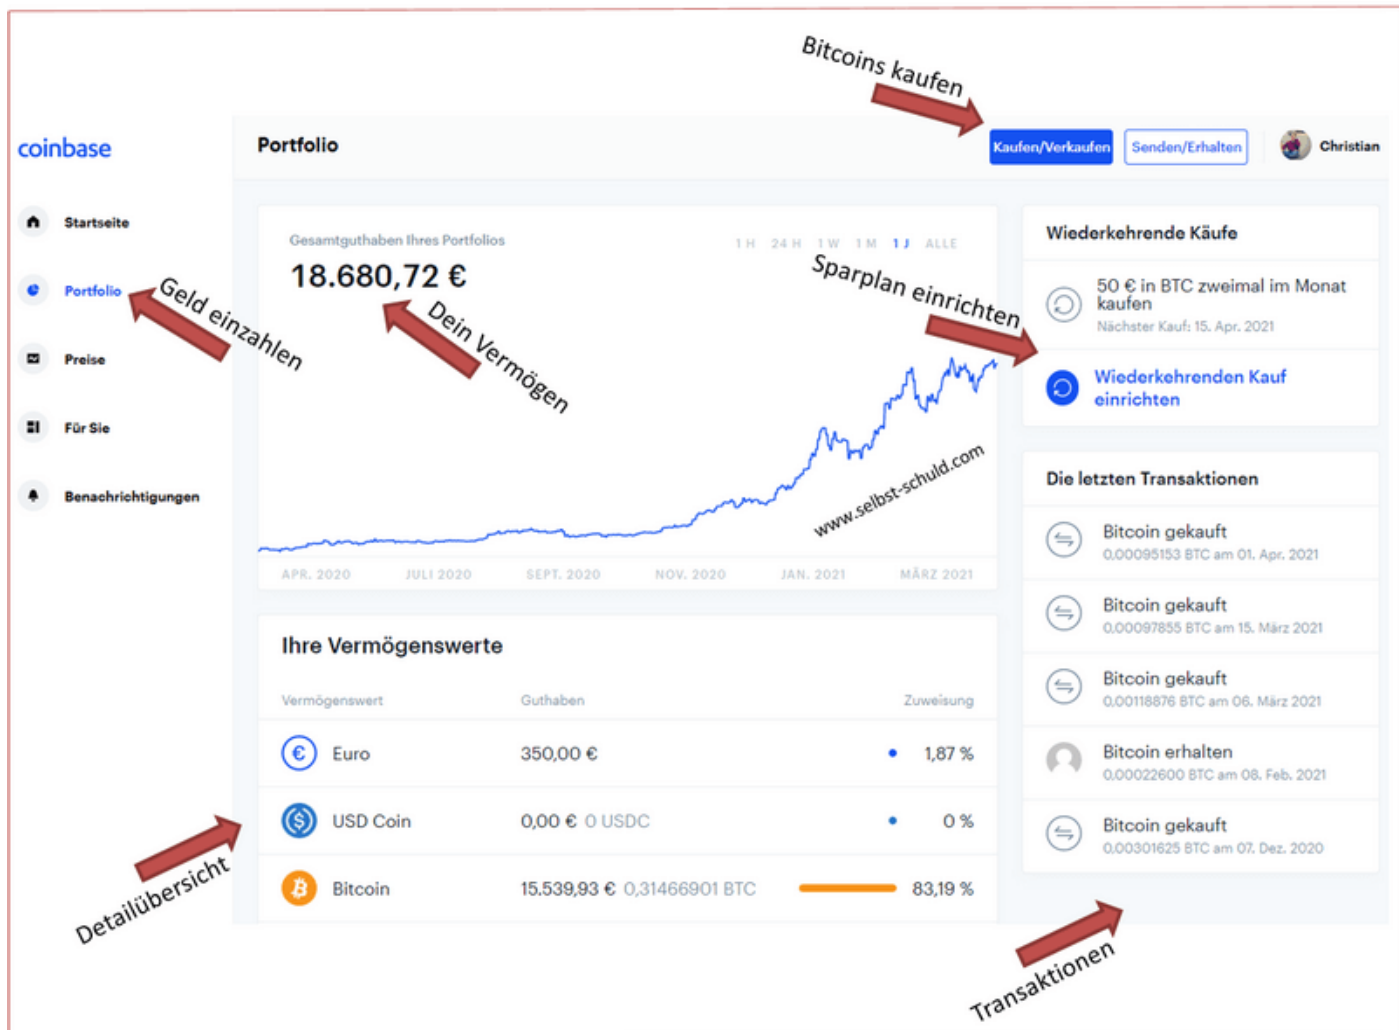 Bitcoins kaufen
coinbase
Portfolio
Kaufen/Verkaufen
Senden/Erhalten
Christian
Startseite
Portfolio
Preise
Für Sie
Benachrichtigungen
Geld einzahlen
Gesamtguthaben Ihres Portfolios
18.680,72 €
1 H 24 H 1 W 1 M 1 J ALLE
Dein Vermögen
Sparplan einrichten
www.selbst-schuld.com
APR. 2020 JULI 2020 SEPT. 2020 NOV. 2020 JAN. 2021 MÄRZ 2021
Wiederkehrende Käufe
50 € in BTC zweimal im Monat
kaufen
Nächster Kauf: 15. Apr. 2021
Wiederkehrenden Kauf
einrichten
Die letzten Transaktionen
Bitcoin gekauft
0,00095153 BTC am 01. Apr. 2021
Bitcoin gekauft
0,00097855 BTC am 15. März 2021
Bitcoin gekauft
0,00118876 BTC am 06. März 2021
Bitcoin erhalten
0,00022600 BTC am 08. Feb. 2021
Bitcoin gekauft
0,00301625 BTC am 07. Dez. 2020
Ihre Vermögenswerte
Vermögenswert Guthaben Zuweisung
Euro 350,00 € 1,87 %
USD Coin 0,00 € 0 USDC 0 %
Bitcoin 15.539,93 € 0,31466901 BTC 83,19 %
Detailübersicht
Transaktionen